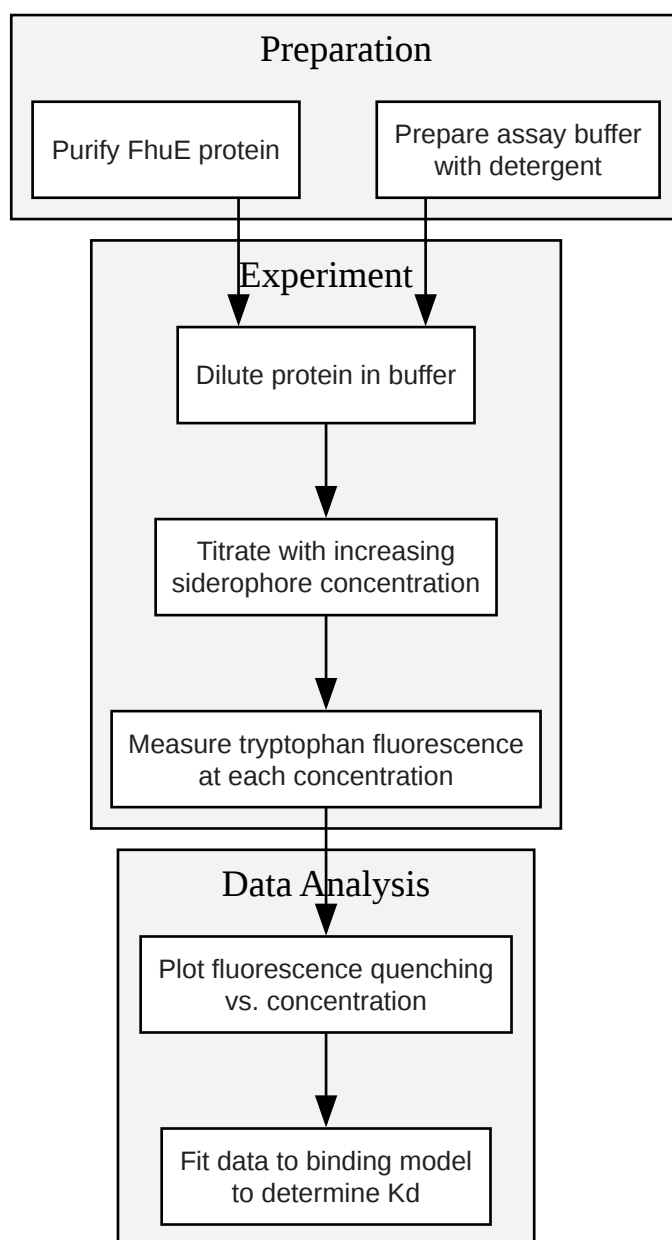 Preparation
Purify FhuE protein
Prepare assay buffer
with detergent
Experiment
Dilute protein in buffer
Titrate with increasing
siderophore concentration
Measure tryptophan fluorescence
at each concentration
Data Analysis
Plot fluorescence quenching
vs. concentration
Fit data to binding model
to determine Kd